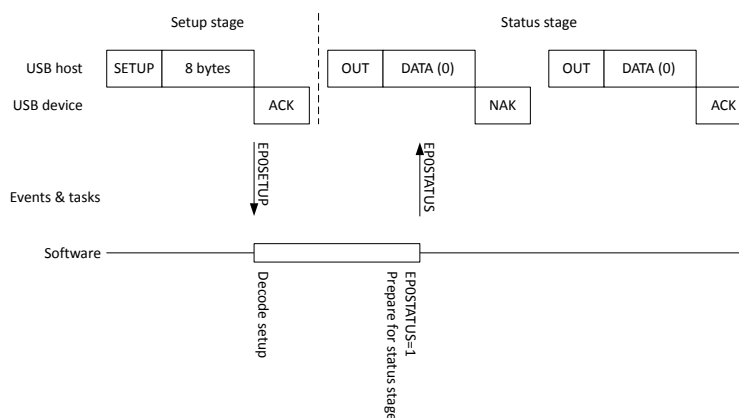 Setup stage
Status stage
USB host
SETUP
8 bytes
OUT
DATA (0)
OUT
DATA (0)
USB device
ACK
NAK
ACK
EP0SETUP
EP0STATUS
Events & tasks
Software
Decode setup
EP0STATUS=1
Prepare for status stage